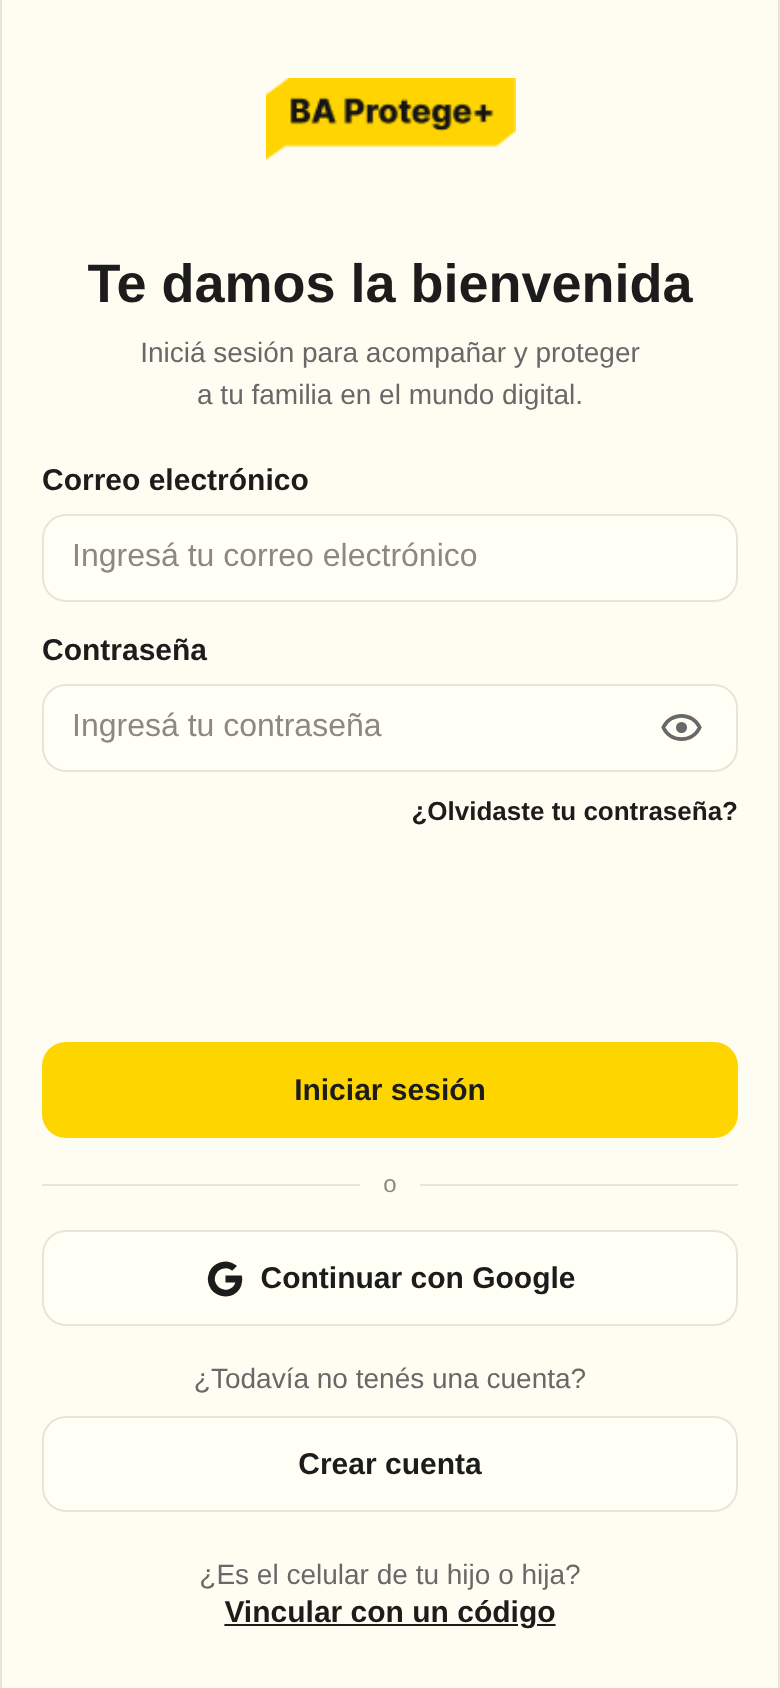 BA Protege+
Te damos la bienvenida
Iniciá sesión para acompañar y proteger
a tu familia en el mundo digital.
Correo electrónico
Ingresá tu correo electrónico
Contraseña
Ingresá tu contraseña
¿Olvidaste tu contraseña?
Iniciar sesión
o
Continuar con Google
¿Todavía no tenés una cuenta?
Crear cuenta
¿Es el celular de tu hijo o hija?
Vincular con un código